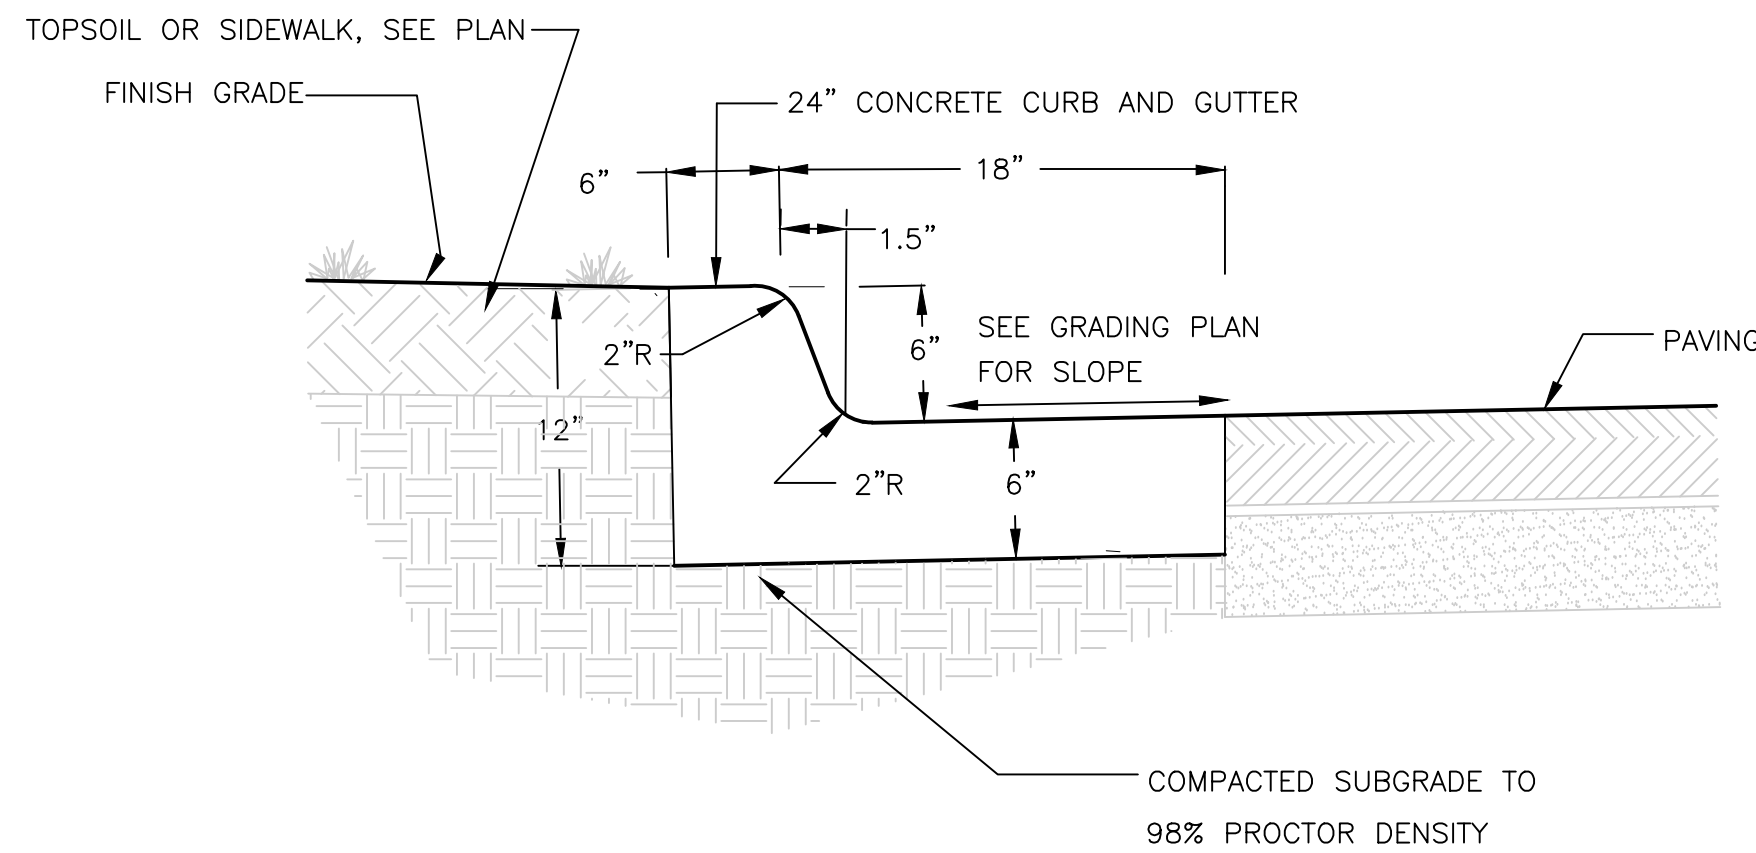 TOPSOIL OR SIDEWALK, SEE PLAN
FINISH GRADE
24" CONCRETE CURB AND GUTTER
6"
18"
1.5"
SEE GRADING PLAN
FOR SLOPE
6"
2"R
PAVING
12"
2"R
6"
COMPACTED SUBGRADE TO
98% PROCTOR DENSITY